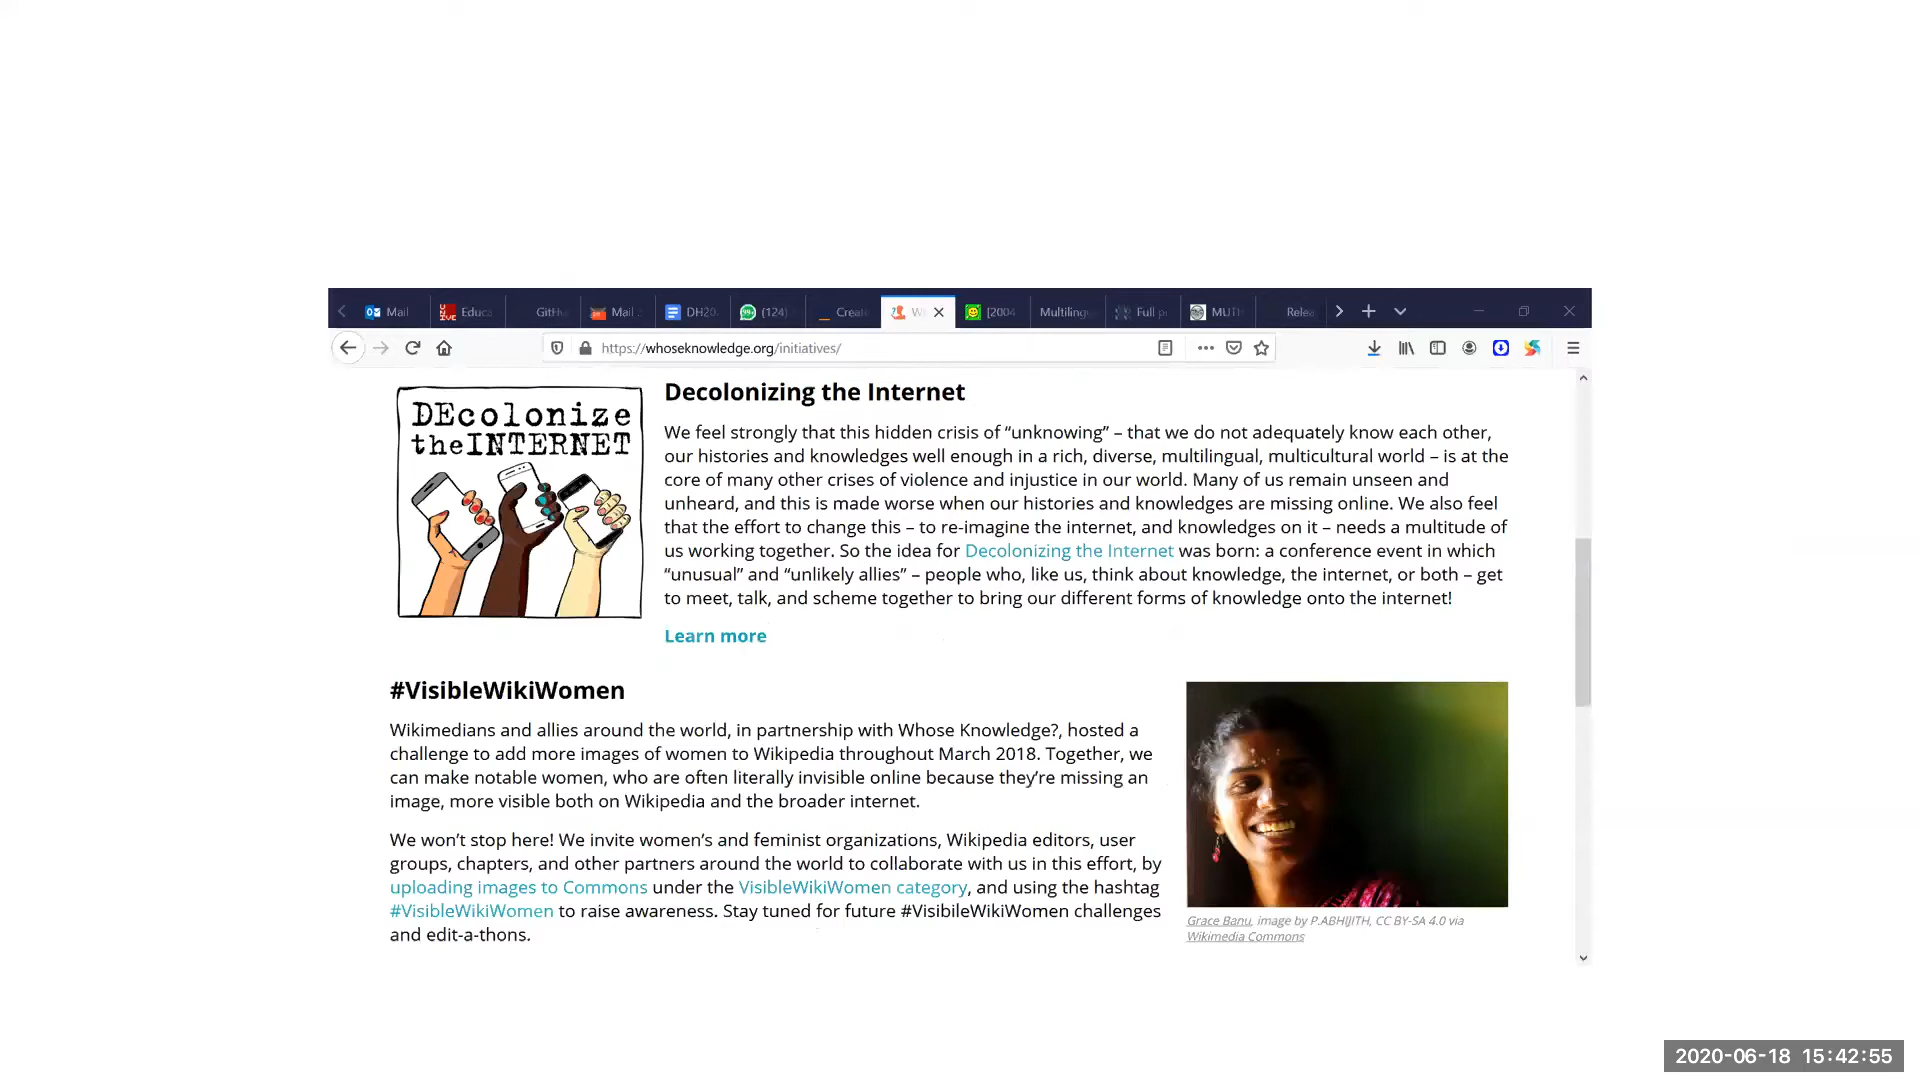 Mail
Educ
GitH
Mail
DH20
(124)
Create
W
[2004
Multiling
Full p
MUTH
Relea
https://whoseknowledge.org/initiatives/
DEcolonize
theINTERNET
Decolonizing the Internet
We feel strongly that this hidden crisis of “unknowing” – that we do not adequately know each other,
our histories and knowledges well enough in a rich, diverse, multilingual, multicultural world – is at the
core of many other crises of violence and injustice in our world. Many of us remain unseen and
unheard, and this is made worse when our histories and knowledges are missing online. We also feel
that the effort to change this – to re-imagine the internet, and knowledges on it – needs a multitude of
us working together. So the idea for Decolonizing the Internet was born: a conference event in which
“unusual” and “unlikely allies” – people who, like us, think about knowledge, the internet, or both – get
to meet, talk, and scheme together to bring our different forms of knowledge onto the internet!
Learn more
#VisibleWikiWomen
Wikimedians and allies around the world, in partnership with Whose Knowledge?, hosted a
challenge to add more images of women to Wikipedia throughout March 2018. Together, we
can make notable women, who are often literally invisible online because they’re missing an
image, more visible both on Wikipedia and the broader internet.
We won’t stop here! We invite women’s and feminist organizations, Wikipedia editors, user
groups, chapters, and other partners around the world to collaborate with us in this effort, by
uploading images to Commons under the VisibleWikiWomen category, and using the hashtag
#VisibleWikiWomen to raise awareness. Stay tuned for future #VisibileWikiWomen challenges
and edit-a-thons.
Grace Banu, image by P.ABHIJITH, CC BY-SA 4.0 via
Wikimedia Commons
2020-06-18 15:42:55